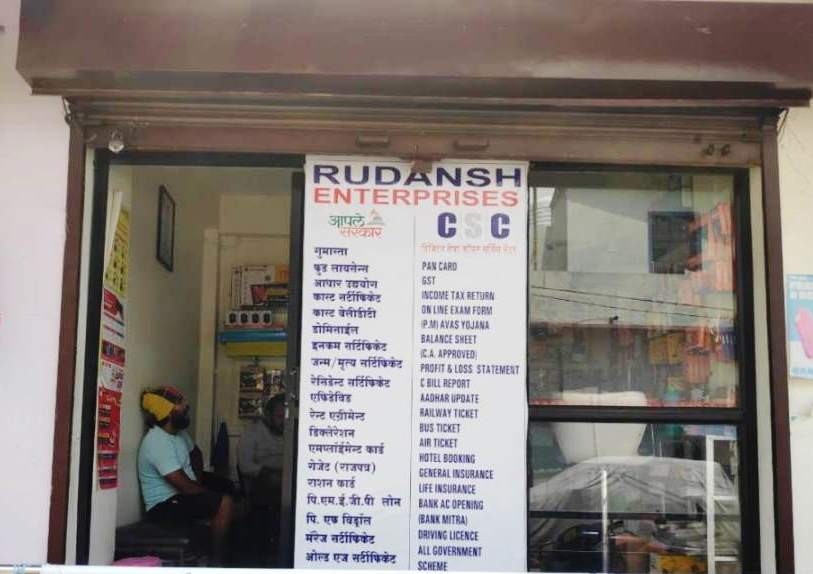 RUDANSH
ENTERPRISES
आपले
सरकार
गुमास्ता
फुड लायसेन्स
आधार उद्योग
कास्ट सर्टीफिकेट
कास्ट वेलीडीटी
डोमिनाईल
इनकम सर्टिफिकेट
जन्म/मृत्य सर्टिफिकेट
रेसिडेन्ट सर्टीफिकेट
एफिडेविड
रेन्ट एग्रीमेन्ट
डिक्लेरेशन
एमप्लाईमेन्ट कार्ड
गेजेट (राजपत्र)
राशन कार्ड
पि.एम.ई.जी.पी लोन
पि. एफ विड्रॉल
मॅरेज सर्टीफिकेट
ओल्ड एज सर्टीफिकेट
CSC
PAN CARD
GST
INCOME TAX RETURN
ON LINE EXAM FORM
(P.M) AVAS YOJANA
BALANCE SHEET
(C.A. APPROVED)
PROFIT & LOSS STATEMENT
C BILL REPORT
AADHAR UPDATE
RAILWAY TICKET
BUS TICKET
AIR TICKET
HOTEL BOOKING
GENERAL INSURANCE
LIFE INSURANCE
BANK AC OPENING
(BANK MITRA)
DRIVING LICENCE
ALL GOVERNMENT
SCHEME